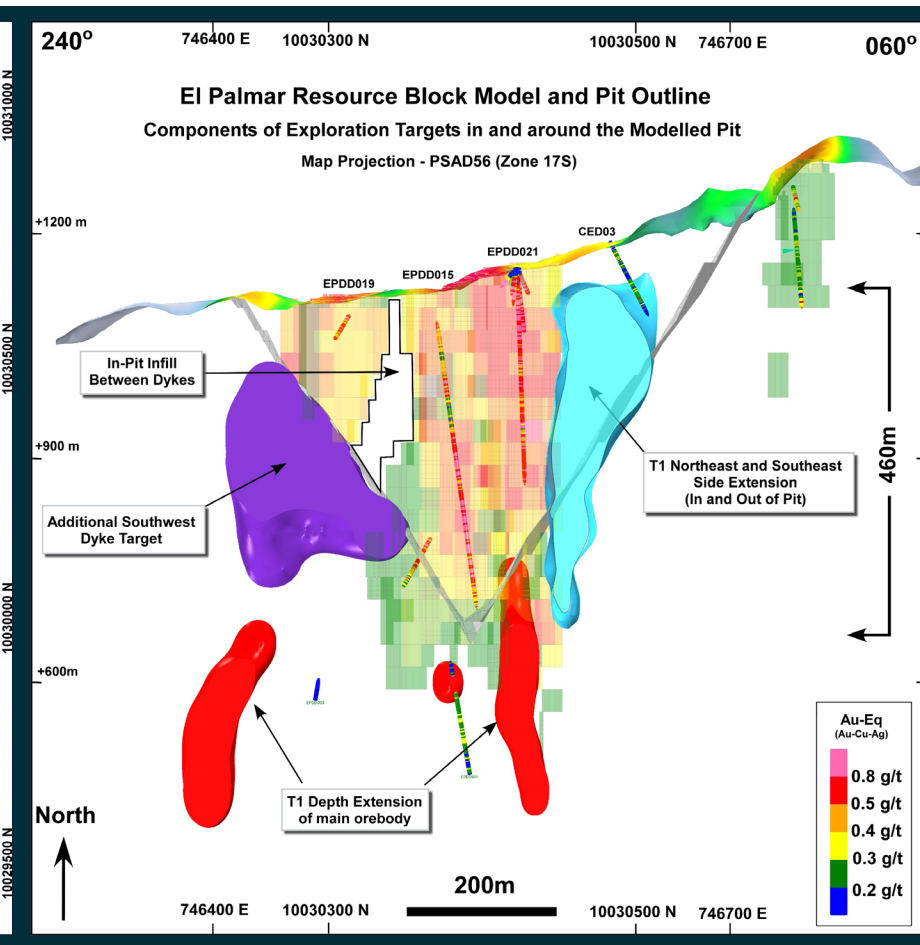 240º
746400 E
10030300 N
10030500 N
746700 E
060º
El Palmar Resource Block Model and Pit Outline
Components of Exploration Targets in and around the Modelled Pit
Map Projection - PSAD56 (Zone 17S)
10031000 N
10030500 N
10030000 N
10029500 N
+1200 m
+900 m
+600m
EPDD019
EPDD015
EPDD021
CED03
In-Pit Infill
Between Dykes
Additional Southwest
Dyke Target
T1 Northeast and Southeast
Side Extension
(In and Out of Pit)
460m
T1 Depth Extension
of main orebody
North
Au-Eq
(Au-Cu-Ag)
0.8 g/t
0.5 g/t
0.4 g/t
0.3 g/t
0.2 g/t
200m
746400 E
10030300 N
10030500 N
746700 E